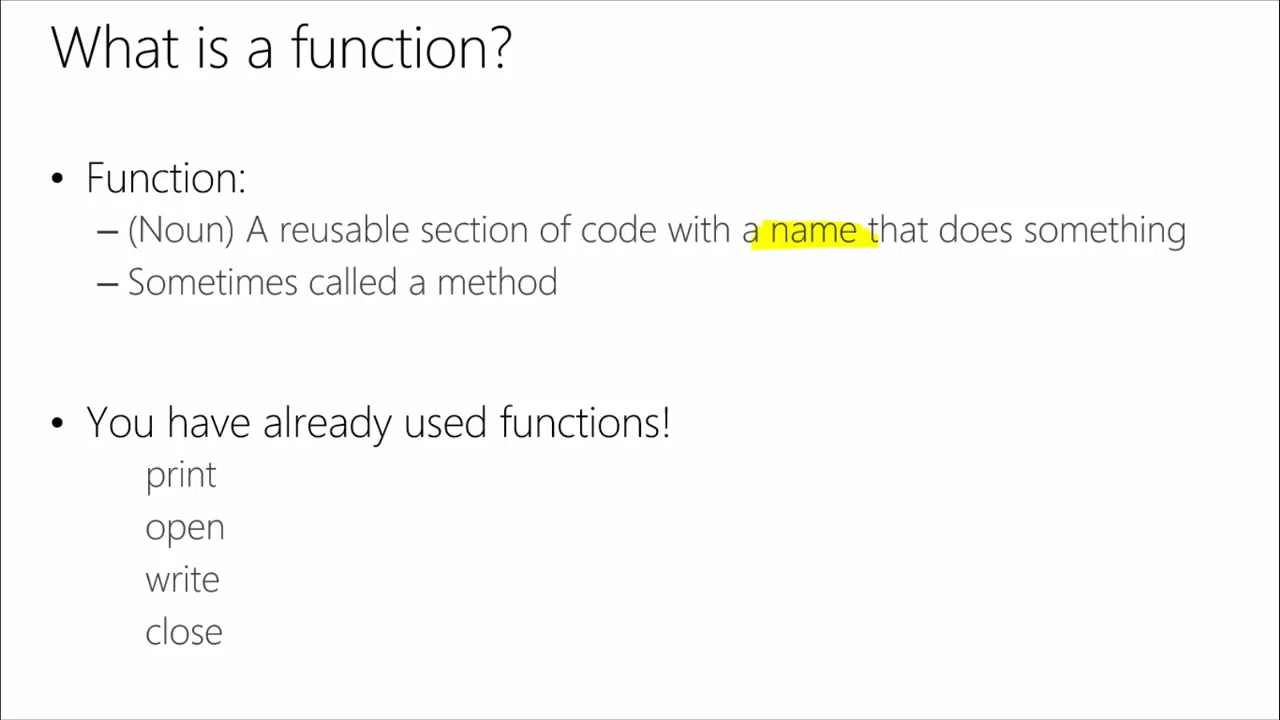 What is a function?
• Function:
– (Noun) A reusable section of code with a name that does something
– Sometimes called a method
• You have already used functions!
print
open
write
close